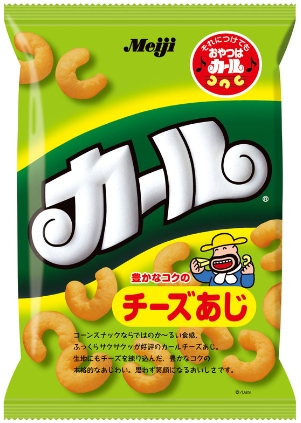 Meiji
それにつけても
おやつは
カール
カール
®
豊かなコクの
チーズあじ
コーンスナックならではのか〜るい食感、
ふっくらサクサクッが好評のカールチーズあじ。
生地にもチーズを練り込んだ、豊かなコクの
本格的なあじわい。思わず笑顔になるおいしさです。